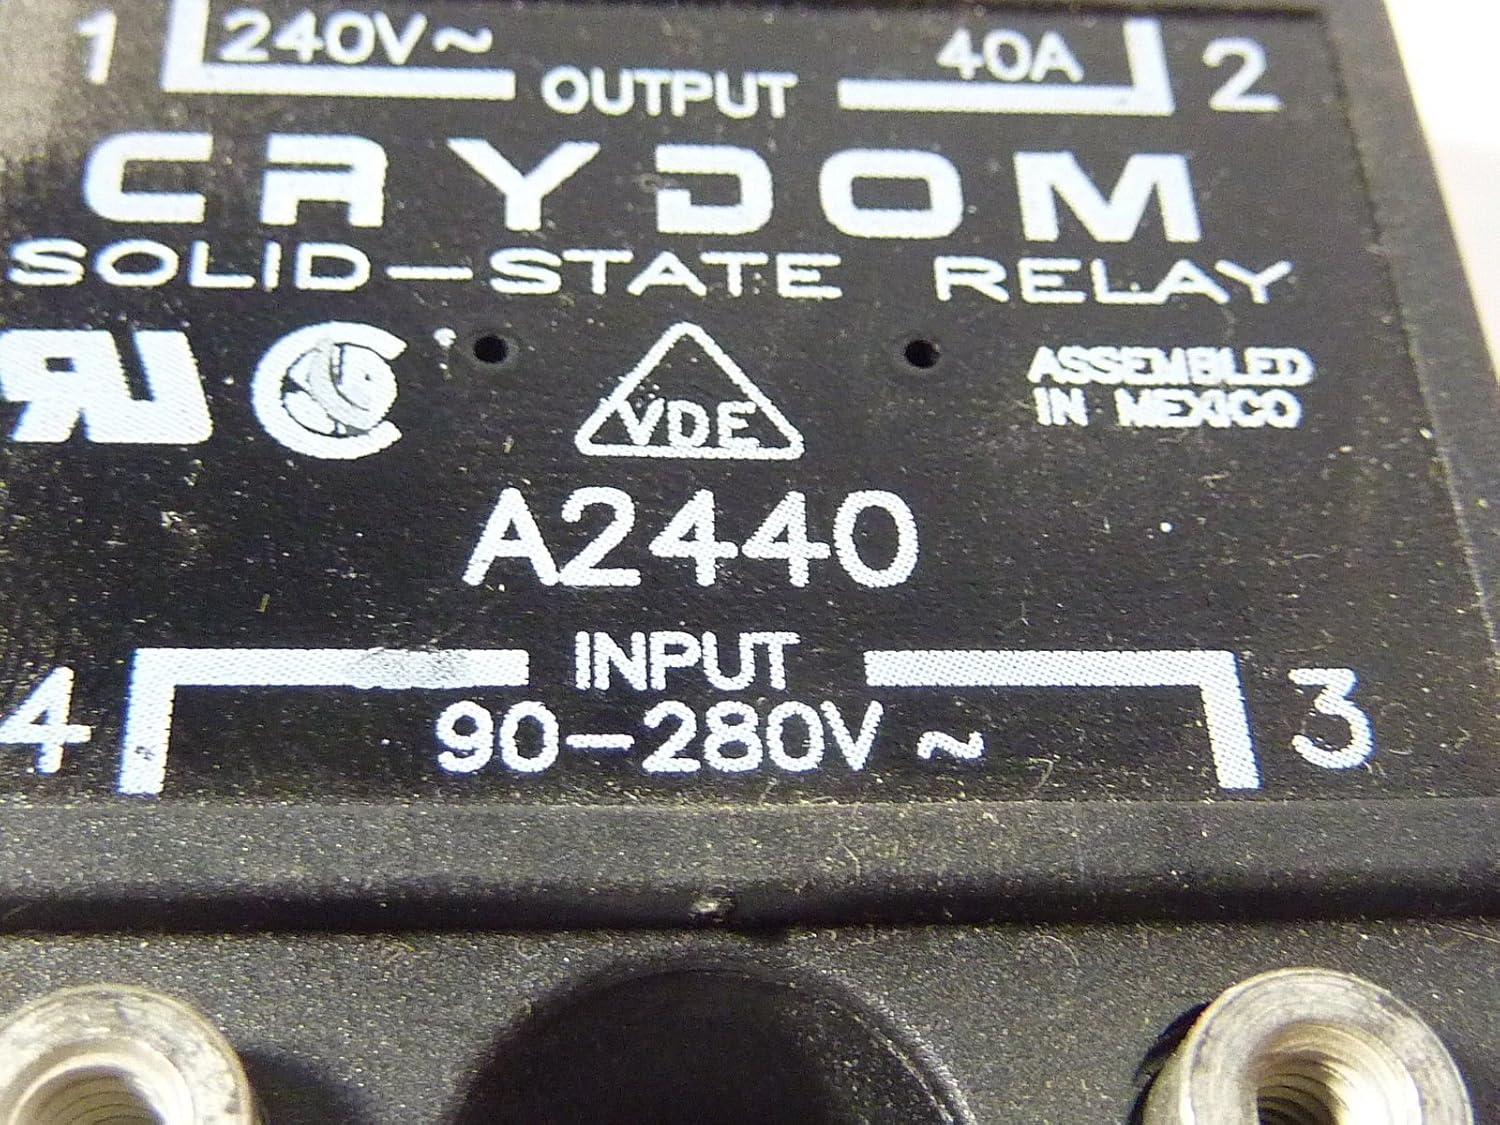 1 240V~ OUTPUT 40A 2
CRYDOM
SOLID-STATE RELAY
VDE
ASSEMBLED
IN MEXICO
A2440
4 INPUT 3
90-280V ~